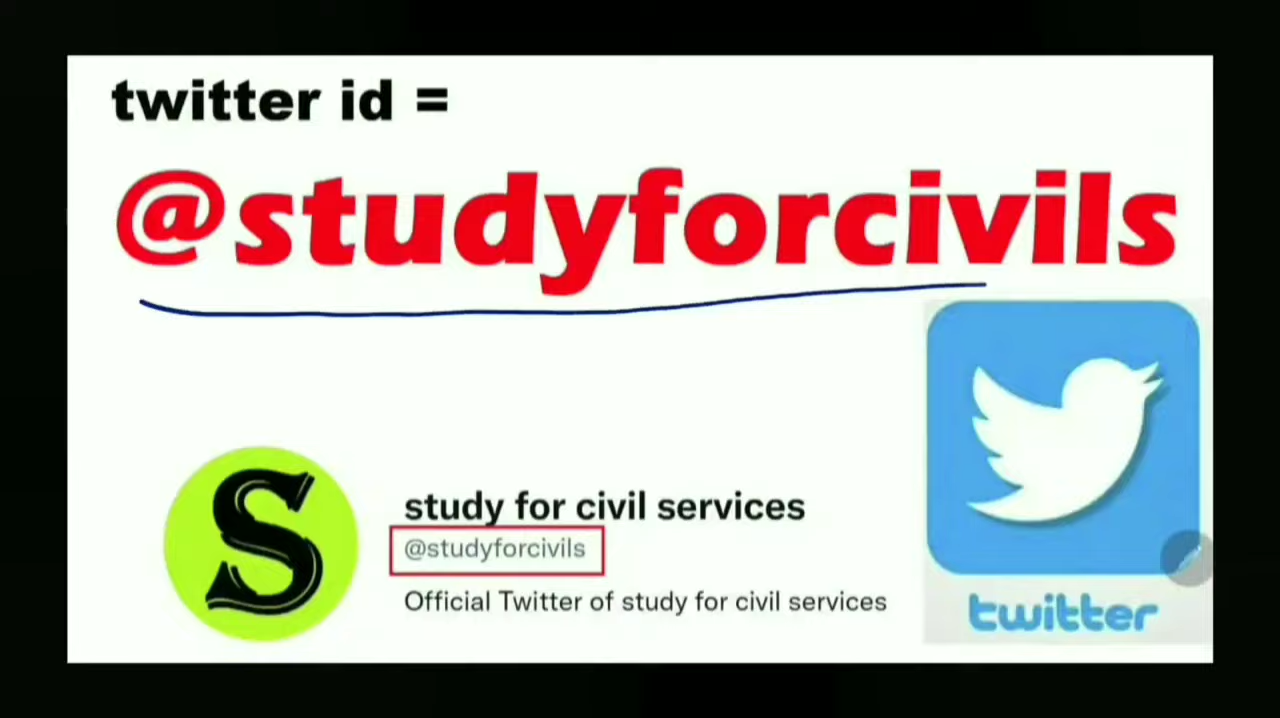 twitter id =
@studyforcivils
S
study for civil services
@studyforcivils
Official Twitter of study for civil services
twitter